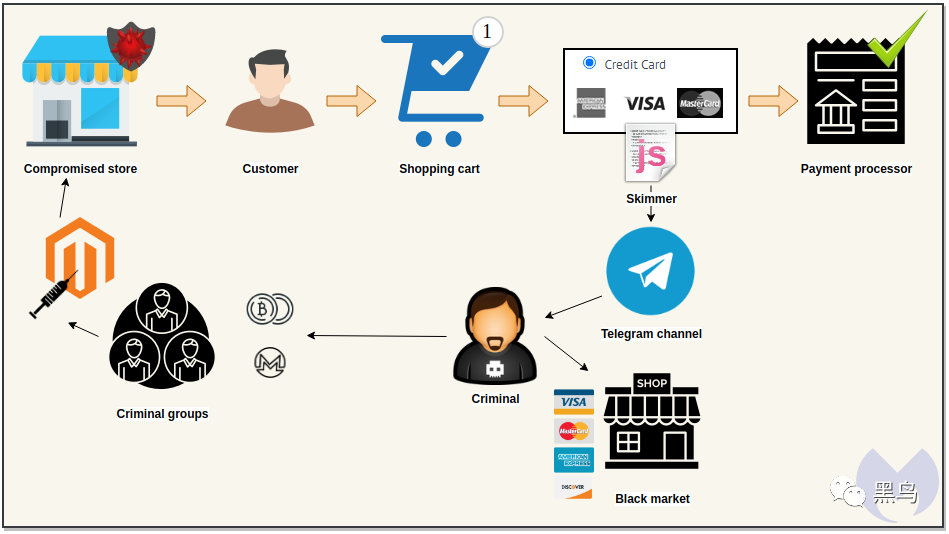 1
Credit Card
AMERICAN EXPRESS
VISA
MasterCard
JS
Compromised store
Customer
Shopping cart
Skimmer
Payment processor
Telegram channel
Criminal groups
Criminal
SHOP
VISA
MasterCard
AMERICAN EXPRESS
DISCOVER
Black market
黑鸟